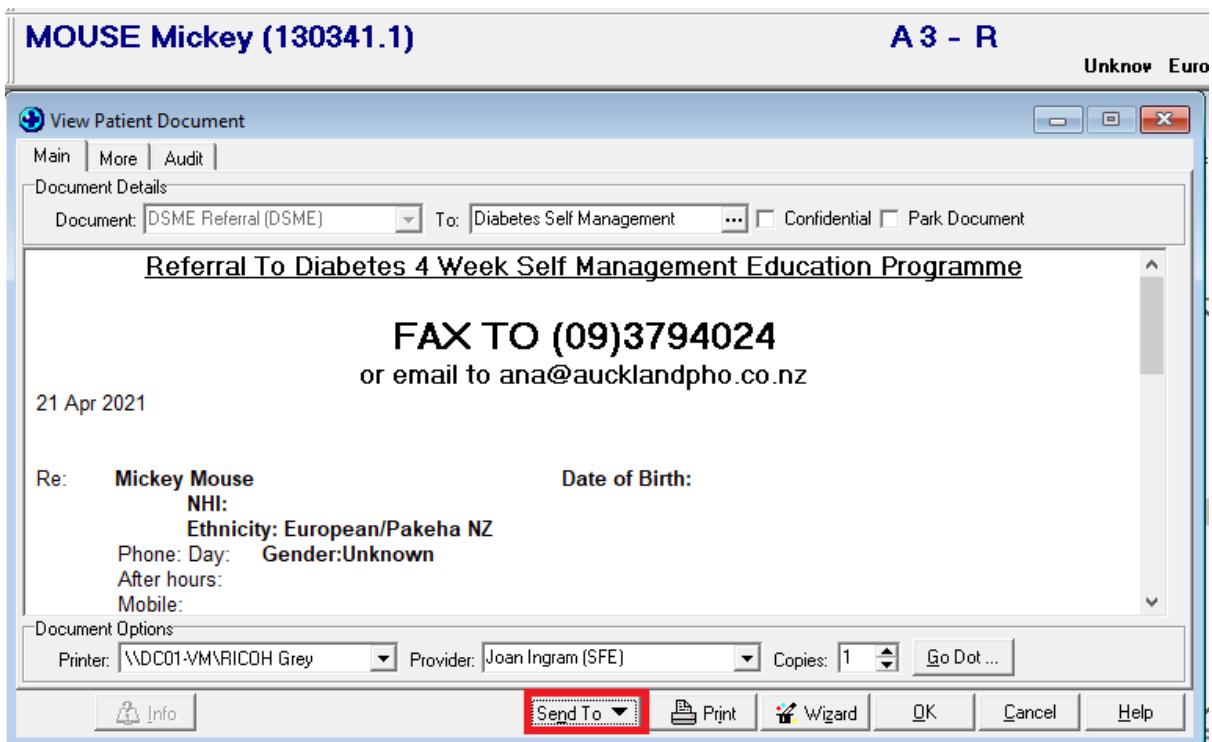 MOUSE Mickey (130341.1) A 3 - R
Unknov Euro
View Patient Document
Main More Audit
Document Details
Document: DSME Referral (DSME) To: Diabetes Self Management ... Confidential Park Document
Referral To Diabetes 4 Week Self Management Education Programme
FAX TO (09)3794024
or email to ana@aucklandpho.co.nz
21 Apr 2021
Re: Mickey Mouse Date of Birth:
NHI:
Ethnicity: European/Pakeha NZ
Phone: Day: Gender:Unknown
After hours:
Mobile:
Document Options
Printer: \\DC01-VM\RICOH Grey Provider: Joan Ingram (SFE) Copies: 1 Go Dot ...
Info Send To Print Wizard OK Cancel Help